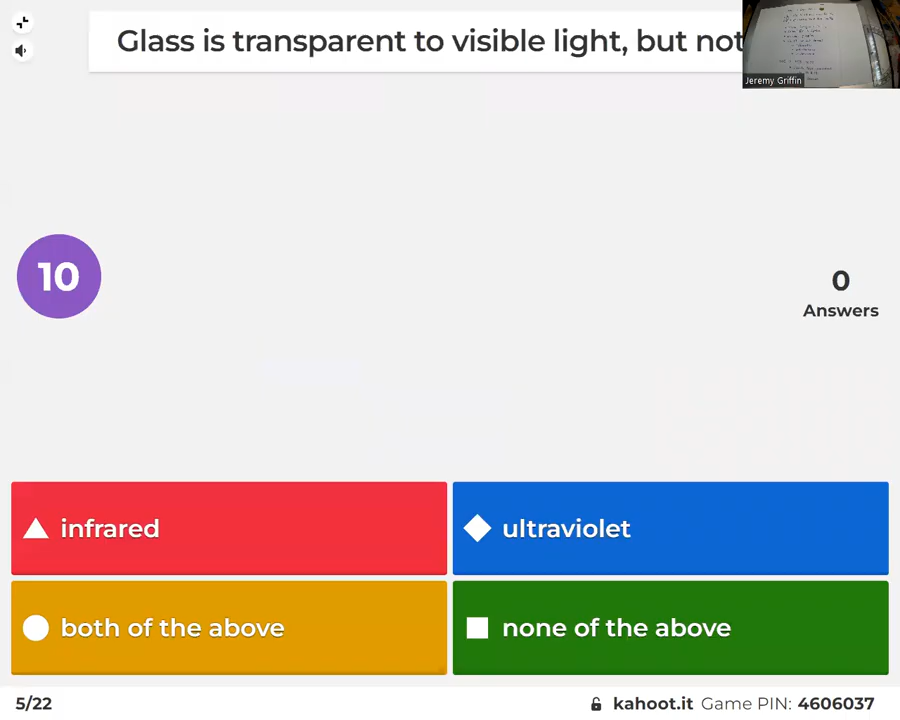 Glass is transparent to visible light, but not
Jeremy Griffin
10
0
Answers
infrared
ultraviolet
both of the above
none of the above
5/22
kahoot.it Game PIN: 4606037